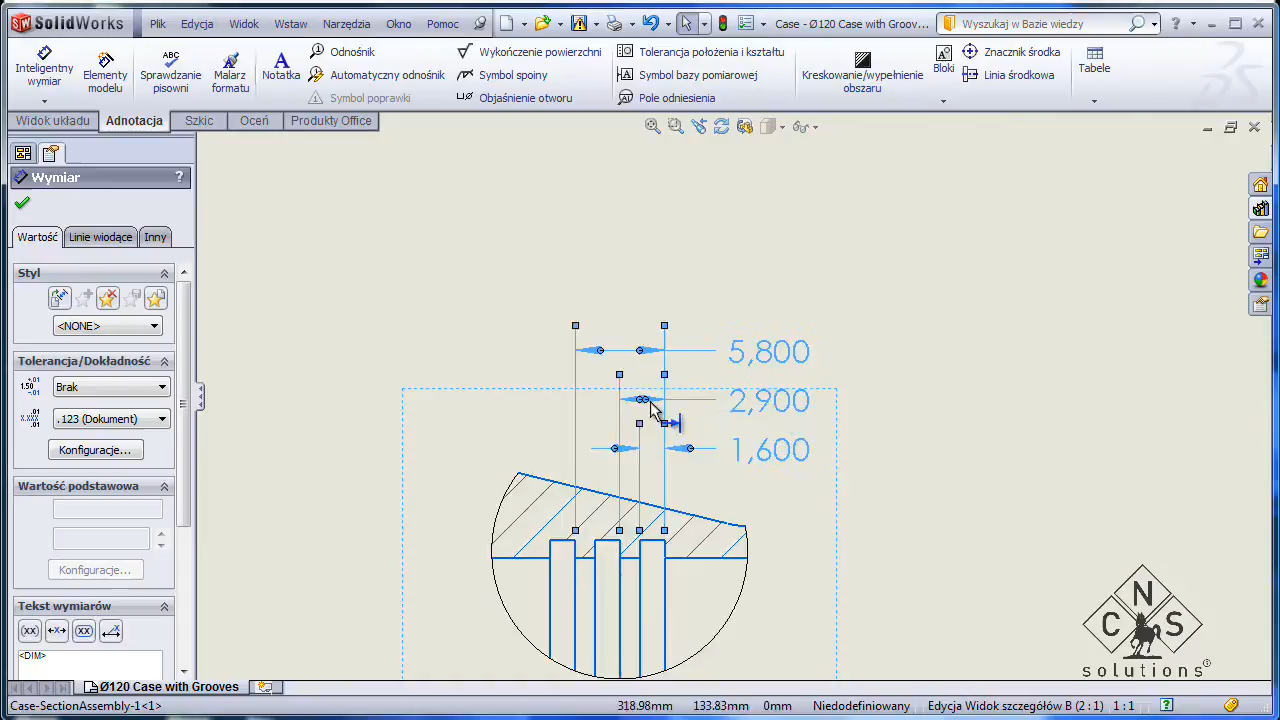 SolidWorks
Plik Edycja Widok Wstaw Narzędzia Okno Pomoc
Case - Ø120 Case with Groov...
Wyszukaj w Bazie wiedzy
Inteligentny wymiar
Elementy modelu
ABC
Sprawdzanie pisowni
Malarz formatu
Notatka
Odnośnik
Automatyczny odnośnik
Symbol poprawki
Wykończenie powierzchni
Symbol spoiny
Objaśnienie otworu
Tolerancja położenia i kształtu
Symbol bazy pomiarowej
Pole odniesienia
Kreskowanie/wypełnienie obszaru
Bloki
Znacznik środka
Linia środkowa
Tabele
Widok układu Adnotacja Szkic Oceń Produkty Office
Wymiar ?
Wartość Linie wiodące Inny
Styl
<NONE>
Tolerancja/Dokładność
Brak
.123 (Dokument)
Konfiguracje...
Wartość podstawowa
Konfiguracje...
Tekst wymiarów
(xx)
<DIM>
5,800
2,900
1,600
N
C S
solutions®
Ø120 Case with Grooves
Case-SectionAssembly-1<1>
318.98mm 133.83mm 0mm Niedodefiniowany Edycja Widok szczegółów B (2 : 1) 1 : 1